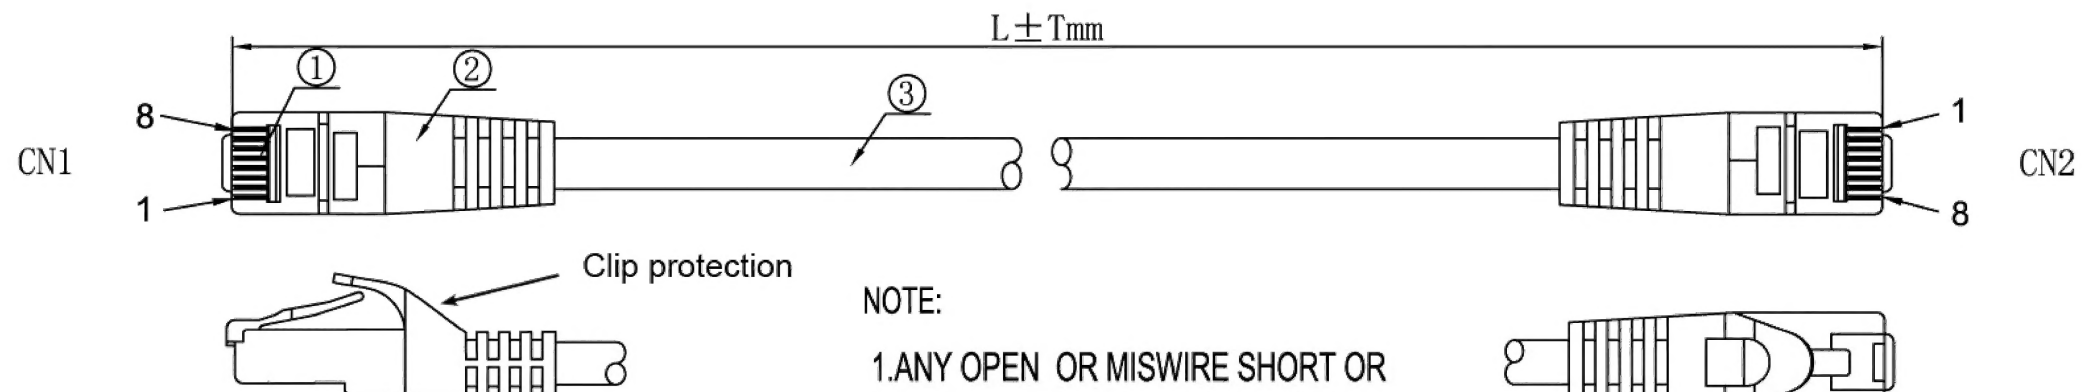 L±Tmm
① ② ③
8 1
CN1 CN2
1 8
Clip protection
NOTE:
1.ANY OPEN OR MISWIRE SHORT OR